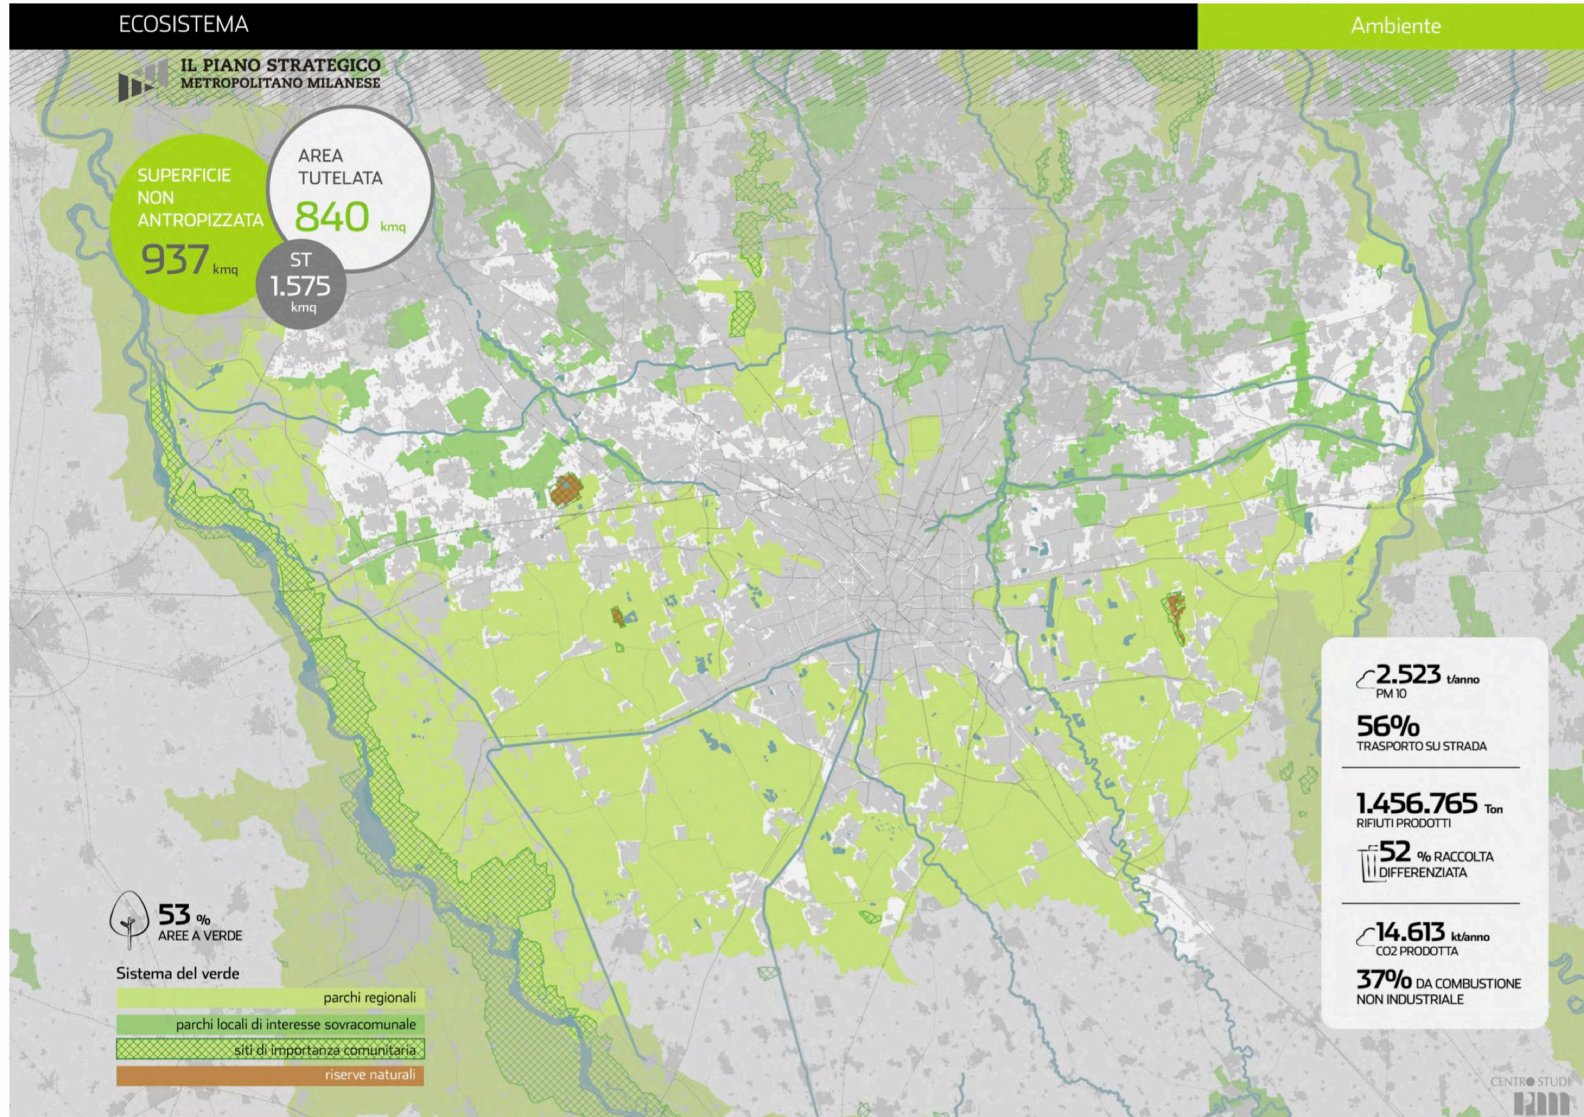 ECOSISTEMA
Ambiente
IL PIANO STRATEGICO
METROPOLITANO MILANESE
SUPERFICIE
NON
ANTROPIZZATA
937 kmq
AREA
TUTELATA
840 kmq
ST
1.575
kmq
2.523 t/anno
PM 10
56%
TRASPORTO SU STRADA
1.456.765 Ton
RIFIUTI PRODOTTI
52 % RACCOLTA
DIFFERENZIATA
14.613 kt/anno
CO2 PRODOTTA
37% DA COMBUSTIONE
NON INDUSTRIALE
53 %
AREE A VERDE
Sistema del verde
parchi regionali
parchi locali di interesse sovracomunale
siti di importanza comunitaria
riserve naturali
CENTRO STUDI
PIM